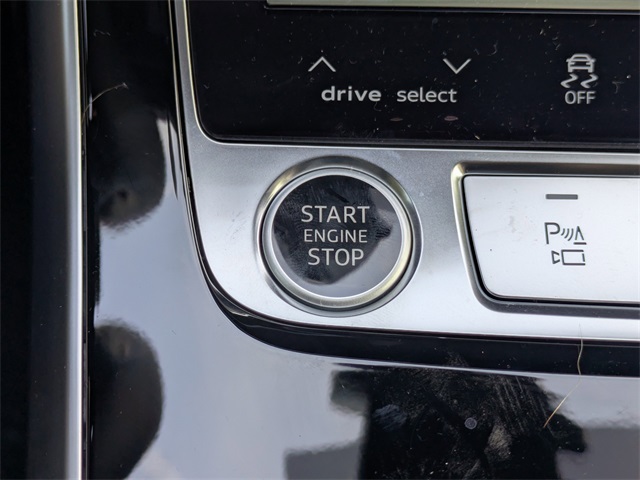 drive select
OFF
START
ENGINE
STOP
P